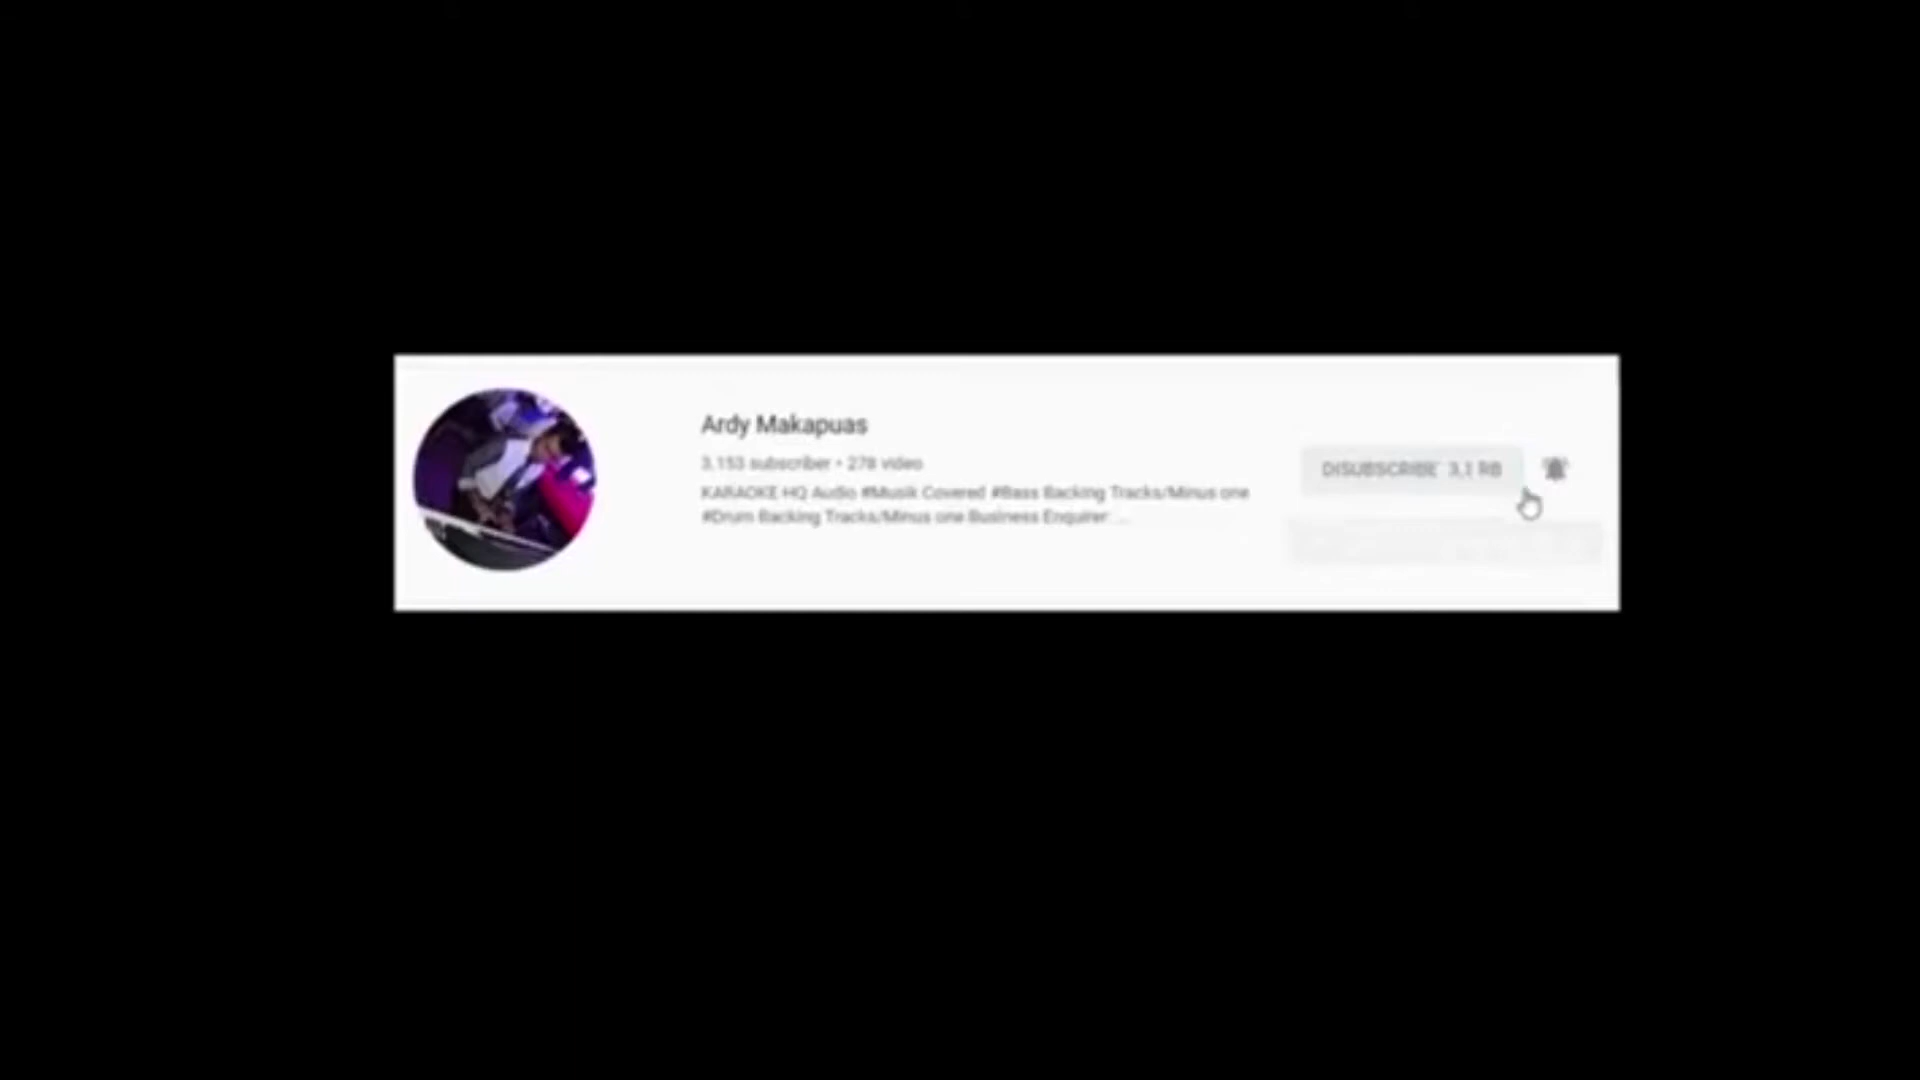 Ardy Makapuas
3,153 subscriber • 278 video
KARAOKE HQ Audio #Musik Covered #Bass Backing Tracks/Minus one
#Drum Backing Tracks/Minus one Business Enquirer: ...
DISUBSCRIBE 3,1 RB